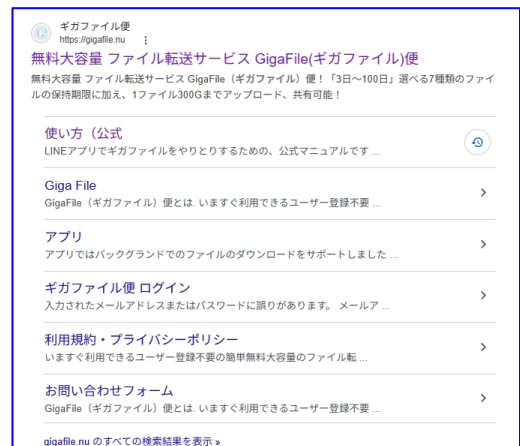 ギガファイル便
https://gigafile.nu
無料大容量 ファイル転送サービス GigaFile(ギガファイル)便
無料大容量 ファイル転送サービス GigaFile（ギガファイル）便！「3日～100日」選べる7種類のファイ
ルの保持期限に加え、1ファイル300Gまでアップロード、共有可能！
使い方（公式
LINEアプリでギガファイルをやりとりするための、公式マニュアルです ...
Giga File
GigaFile（ギガファイル）便とは. いますぐ利用できるユーザー登録不要 ...
アプリ
アプリではバックグランドでのファイルのダウンロードをサポートしました ...
ギガファイル便 ログイン
入力されたメールアドレスまたはパスワードに誤りがあります。 メールア ...
利用規約・プライバシーポリシー
いますぐ利用できるユーザー登録不要の簡単無料大容量のファイル転 ...
お問い合わせフォーム
GigaFile（ギガファイル）便とは. いますぐ利用できるユーザー登録不要 ...
gigafile.nu のすべての検索結果を表示 »